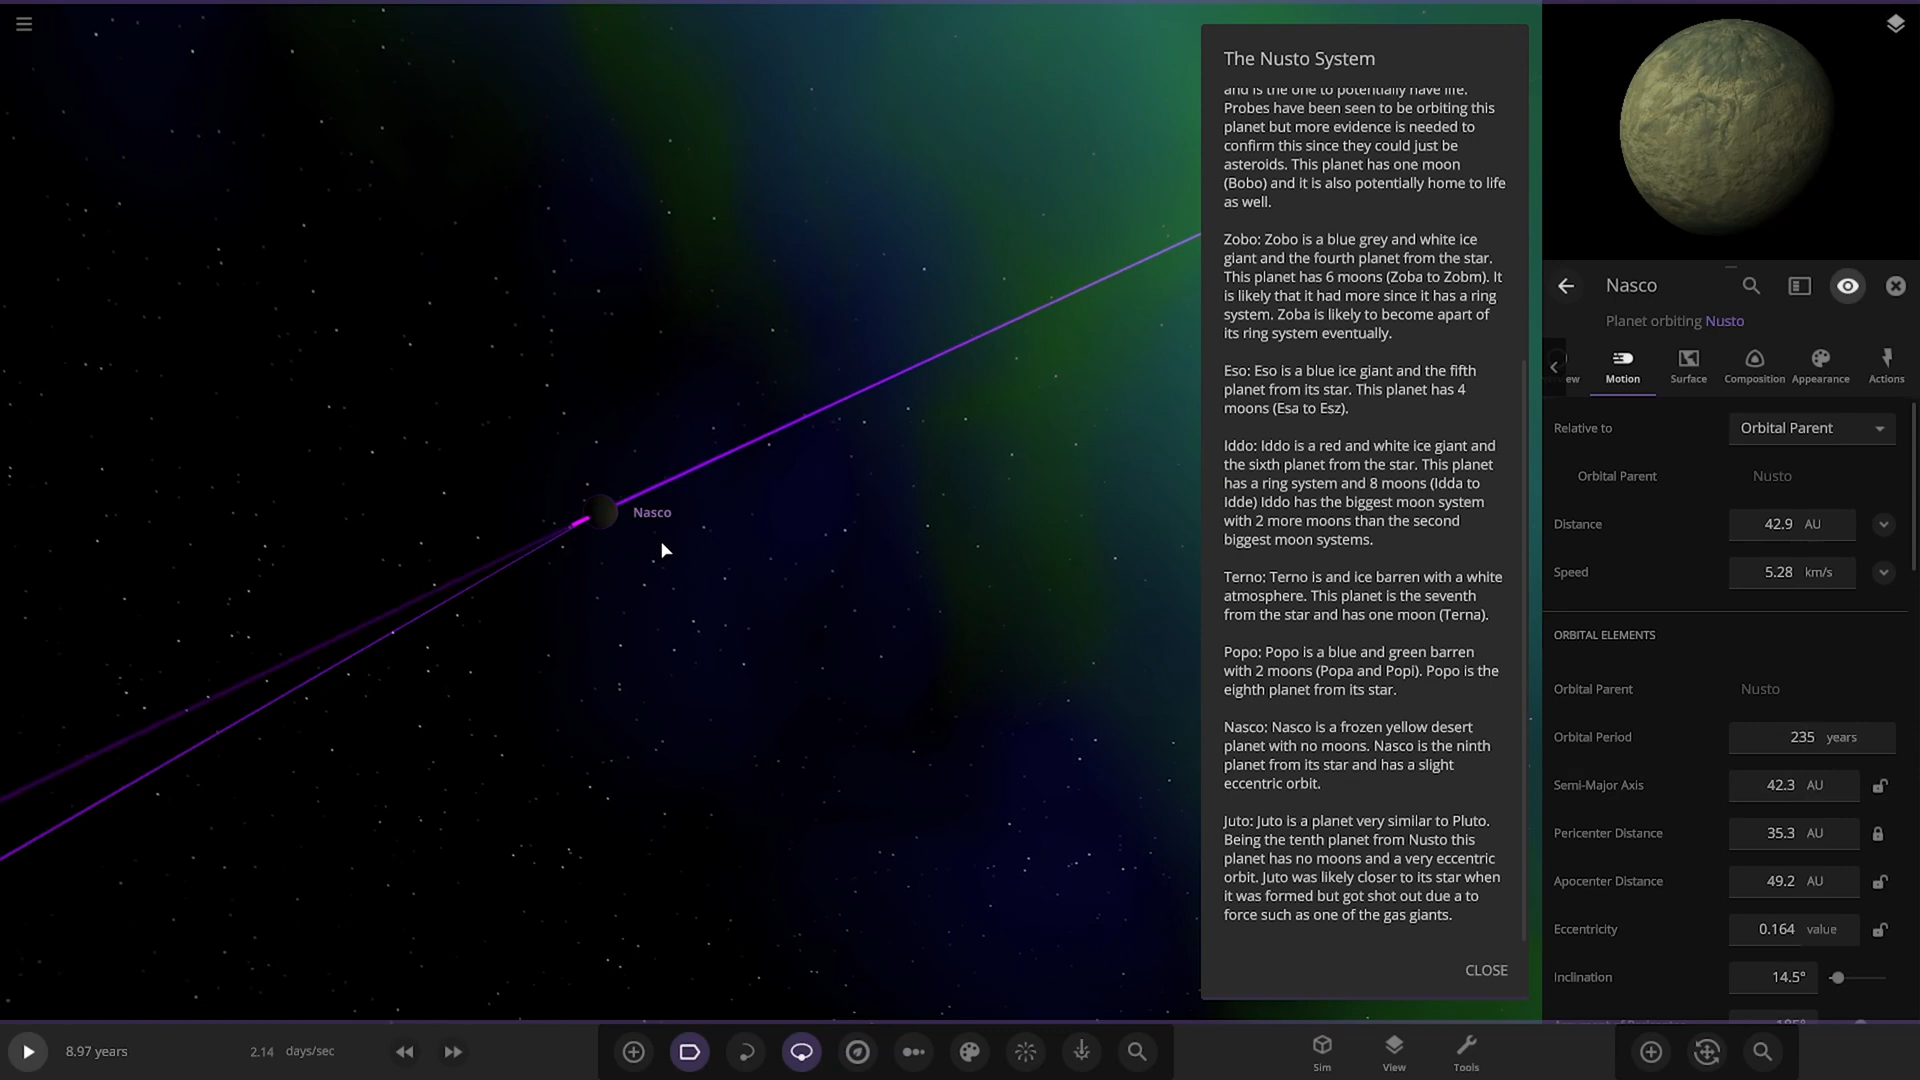 The Nusto System
and is the one to potentially have life.
Probes have been seen to be orbiting this
planet but more evidence is needed to
confirm this since they could just be
asteroids. This planet has one moon
(Bobo) and it is also potentially home to life
as well.
Zobo: Zobo is a blue grey and white ice
giant and the fourth planet from the star.
This planet has 6 moons (Zoba to Zobm). It
is likely that it had more since it has a ring
system. Zoba is likely to become apart of
its ring system eventually.
Eso: Eso is a blue ice giant and the fifth
planet from its star. This planet has 4
moons (Esa to Esz).
Iddo: Iddo is a red and white ice giant and
the sixth planet from the star. This planet
has a ring system and 8 moons (Idda to
Idde) Iddo has the biggest moon system
with 2 more moons than the second
biggest moon systems.
Terno: Terno is and ice barren with a white
atmosphere. This planet is the seventh
from the star and has one moon (Terna).
Popo: Popo is a blue and green barren
with 2 moons (Popa and Popi). Popo is the
eighth planet from its star.
Nasco: Nasco is a frozen yellow desert
planet with no moons. Nasco is the ninth
planet from its star and has a slight
eccentric orbit.
Juto: Juto is a planet very similar to Pluto.
Being the tenth planet from Nusto this
planet has no moons and a very eccentric
orbit. Juto was likely closer to its star when
it was formed but got shot out due a to
force such as one of the gas giants.
CLOSE
Nasco
Nasco
Planet orbiting Nusto
ew Motion Surface Composition Appearance Actions
Relative to Orbital Parent
Orbital Parent Nusto
Distance 42.9 AU
Speed 5.28 km/s
ORBITAL ELEMENTS
Orbital Parent Nusto
Orbital Period 235 years
Semi-Major Axis 42.3 AU
Pericenter Distance 35.3 AU
Apocenter Distance 49.2 AU
Eccentricity 0.164 value
Inclination 14.5°
8.97 years 2.14 days/sec
Sim View Tools